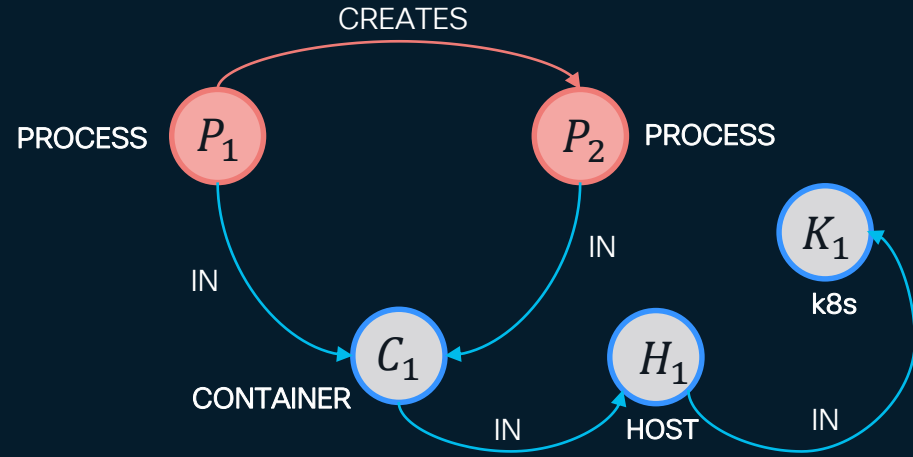 CREATES
PROCESS
P₁
P₂
PROCESS
K₁
IN
IN
k8s
C₁
H₁
CONTAINER
IN
HOST
IN